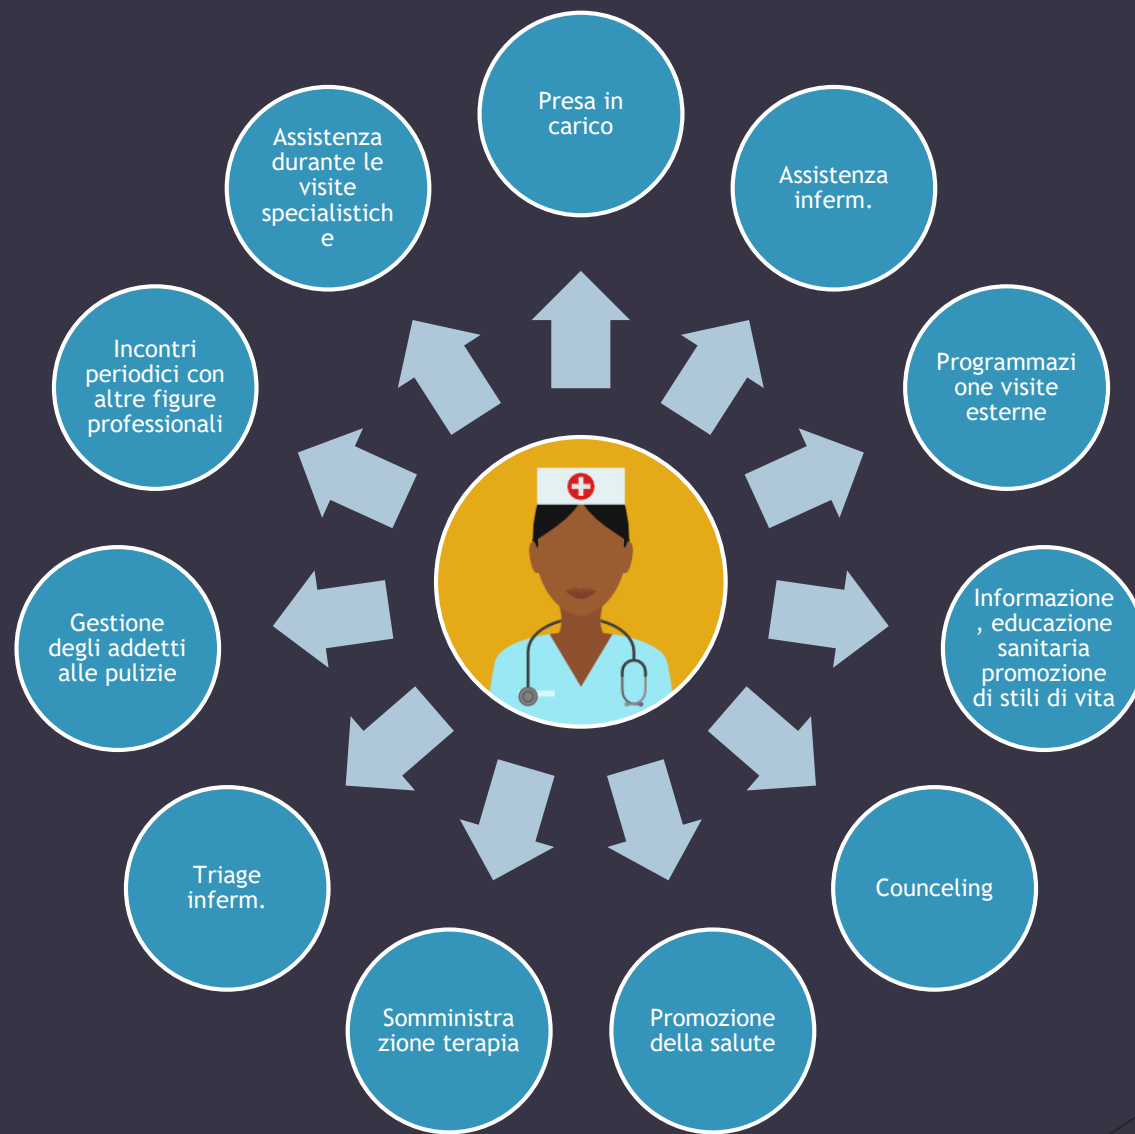 Presa in
carico
Assistenza
inferm.
Programmazi
one visite
esterne
Informazione
, educazione
sanitaria
promozione
di stili di vita
Counceling
Promozione
della salute
Somministra
zione terapia
Triage
inferm.
Gestione
degli addetti
alle pulizie
Incontri
periodici con
altre figure
professionali
Assistenza
durante le
visite
specialistich
e